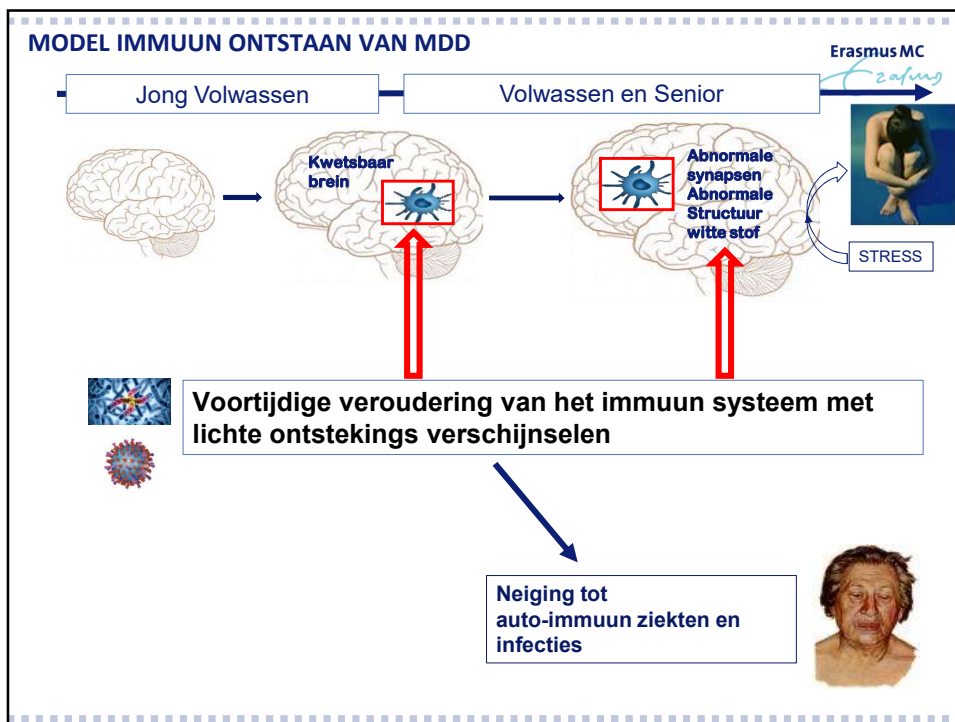 MODEL IMMUUN ONTSTAAN VAN MDD
Erasmus MC
Erasmus
Jong Volwassen
Volwassen en Senior
Kwetsbaar
brein
Abnormale
synapsen
Abnormale
Structuur
witte stof
STRESS
Voortijdige veroudering van het immuun systeem met
lichte ontstekings verschijnselen
Neiging tot
auto-immuun ziekten en
infecties